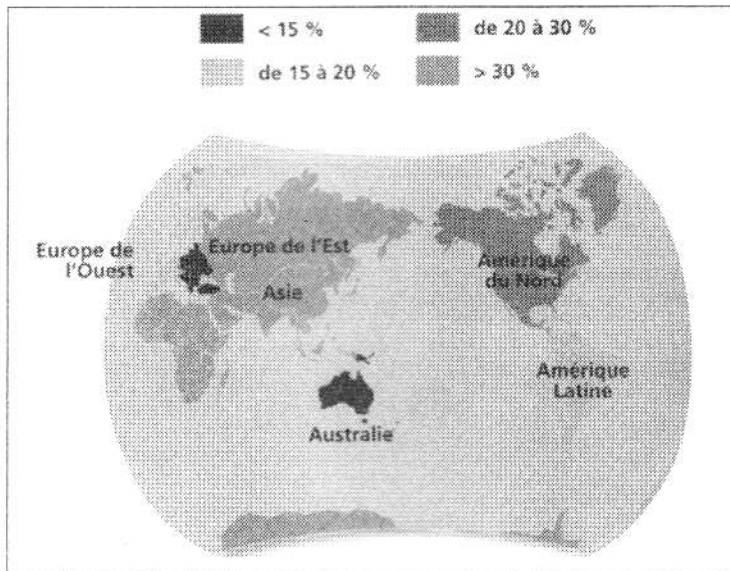 < 15 %
de 20 à 30 %
de 15 à 20 %
> 30 %
Europe de
l'Ouest
Europe de l'Est
Asie
Amérique
du Nord
Amérique
Latine
Australie